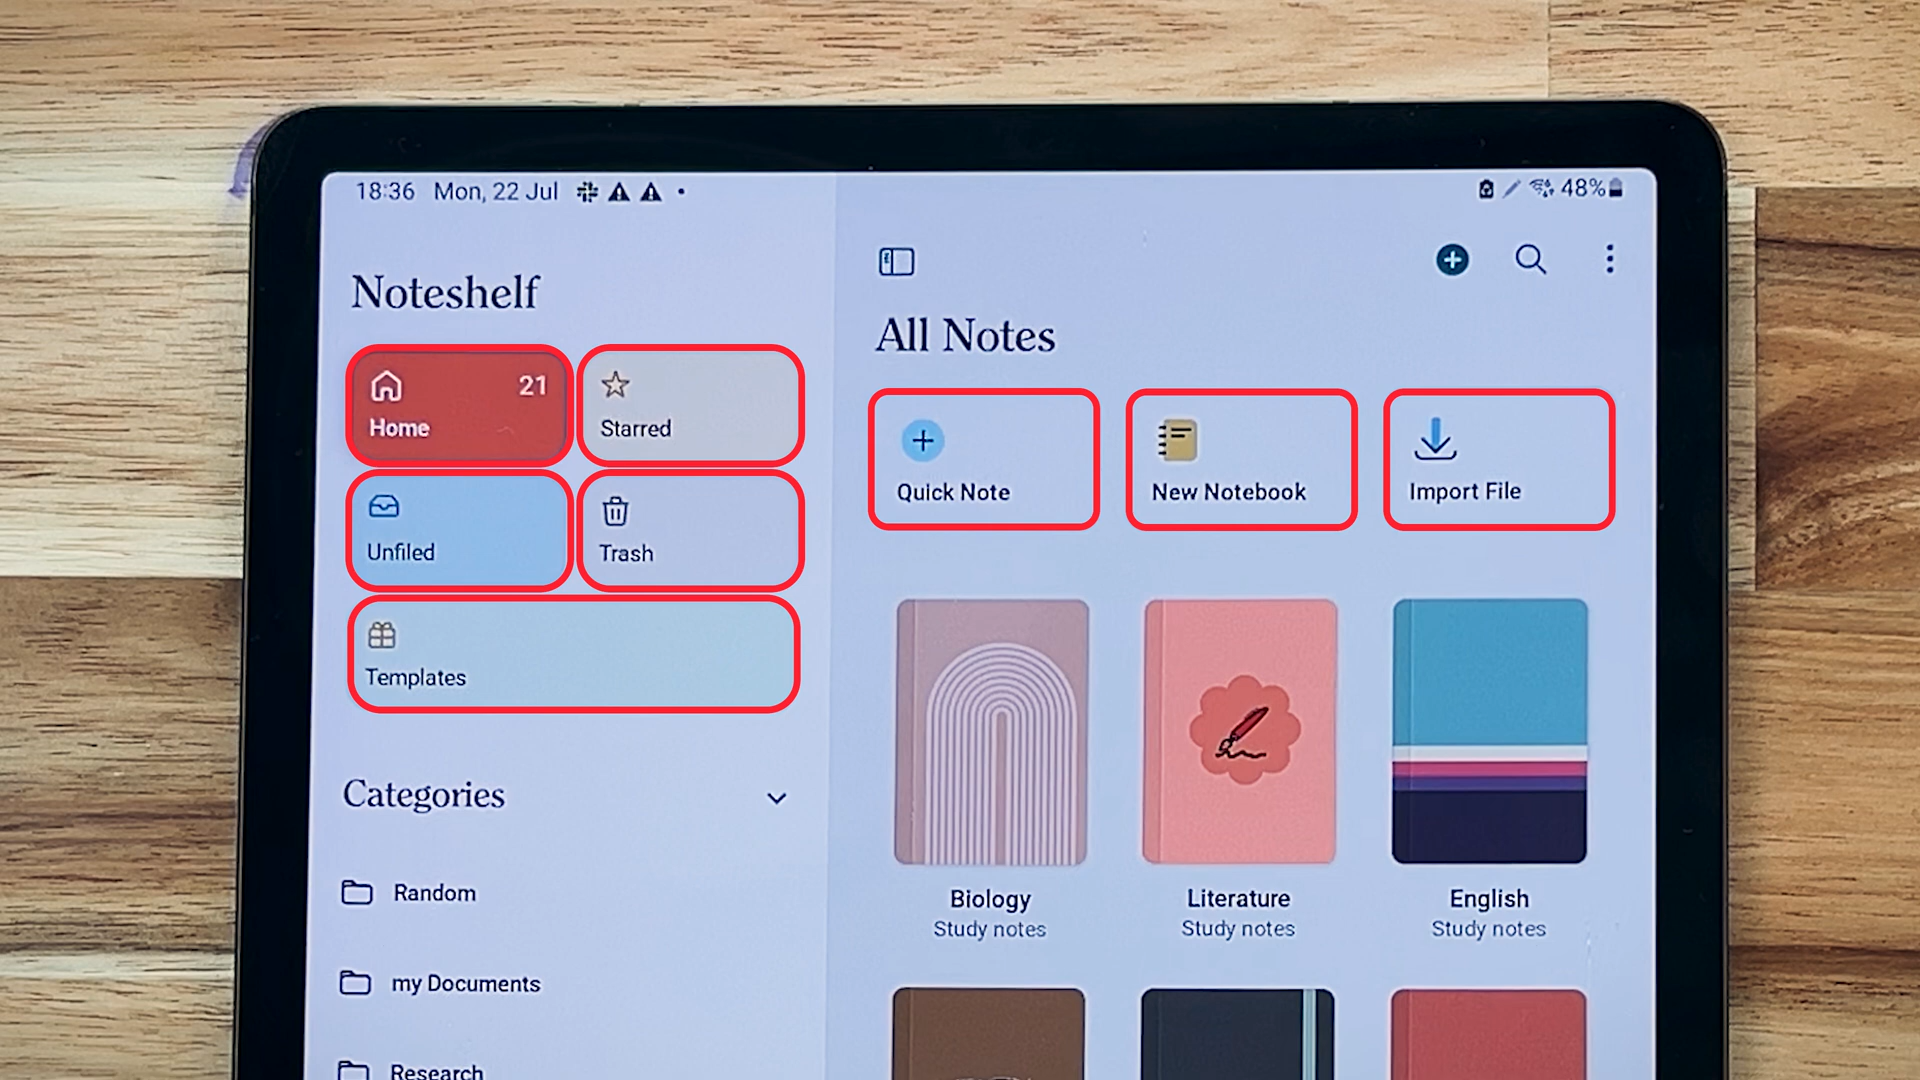 18:36 Mon, 22 Jul
48%
Noteshelf
Home 21
Starred
Unfiled
Trash
Templates
Categories
Random
my Documents
Research
All Notes
Quick Note
New Notebook
Import File
Biology
Study notes
Literature
Study notes
English
Study notes